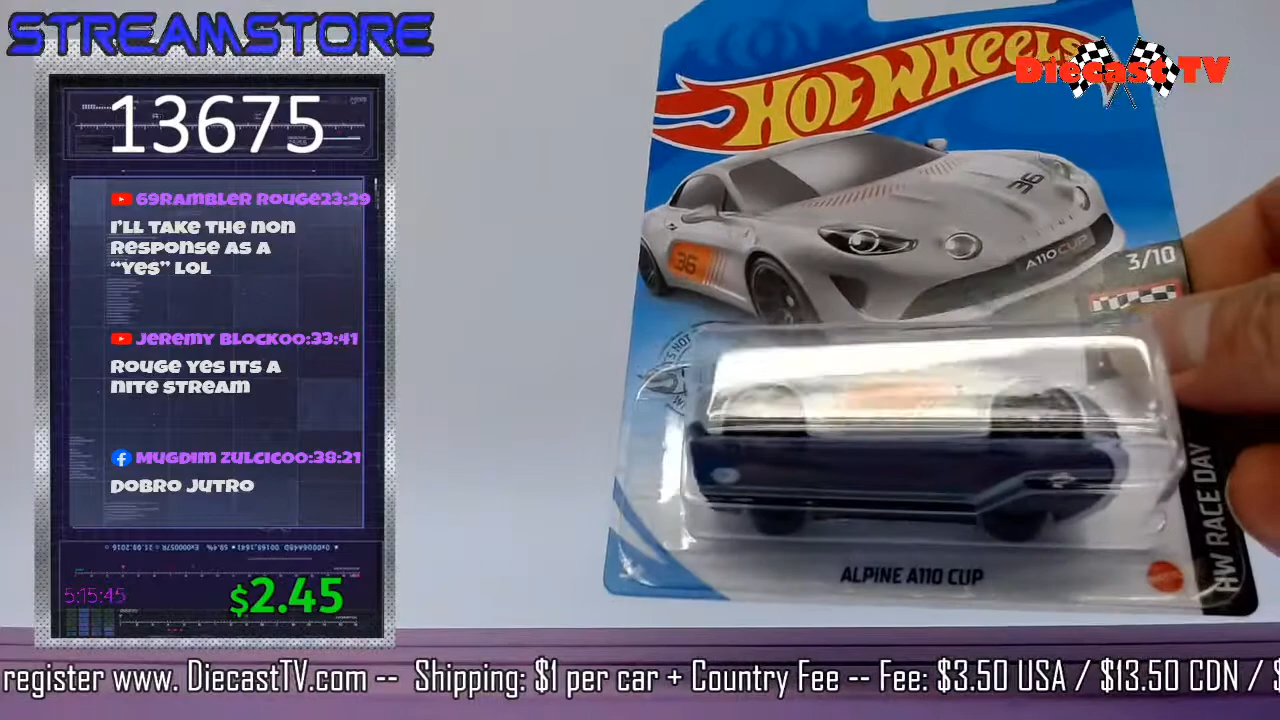 STREAMSTORE
13675
69Rambler Rouge23:29
I'll take the non
response as a
“yes” lol
Jeremy Block00:33:41
Rouge yes its a
nite stream
Mugdim Zulcic00:38:21
Dobro jutro
5:15:45
$2.45
Hot Wheels
Diecast TV
36
36
A110 CUP
3/10
ALPINE A110 CUP
HW RACE DAY
register www. DiecastTV.com -- Shipping: $1 per car + Country Fee -- Fee: $3.50 USA / $13.50 CDN / $